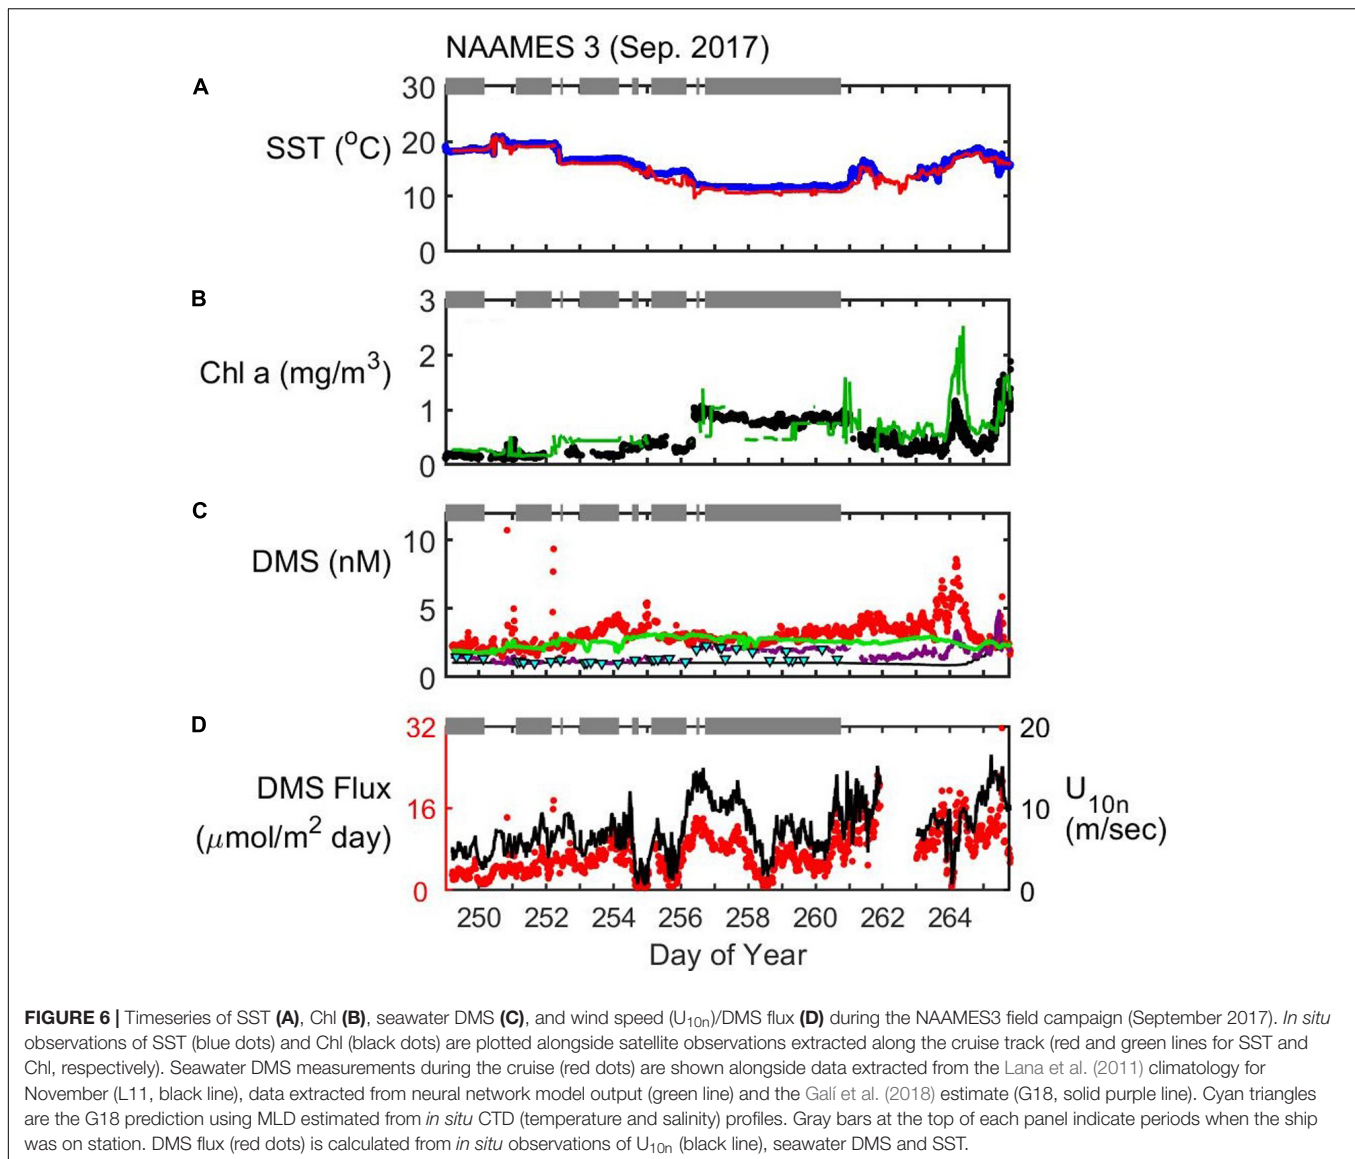 NAAMES 3 (Sep. 2017)
A
30
20
10
0
SST (°C)
B
3
2
1
0
Chl a (mg/m³)
C
10
5
0
DMS (nM)
D
32
16
0
DMS Flux
(μmol/m² day)
20
10
0
U₁₀ₙ
(m/sec)
250 252 254 256 258 260 262 264
Day of Year
FIGURE 6 | Timeseries of SST (A), Chl (B), seawater DMS (C), and wind speed (U₁₀ₙ)/DMS flux (D) during the NAAMES3 field campaign (September 2017). In situ
observations of SST (blue dots) and Chl (black dots) are plotted alongside satellite observations extracted along the cruise track (red and green lines for SST and
Chl, respectively). Seawater DMS measurements during the cruise (red dots) are shown alongside data extracted from the Lana et al. (2011) climatology for
November (L11, black line), data extracted from neural network model output (green line) and the Galí et al. (2018) estimate (G18, solid purple line). Cyan triangles
are the G18 prediction using MLD estimated from in situ CTD (temperature and salinity) profiles. Gray bars at the top of each panel indicate periods when the ship
was on station. DMS flux (red dots) is calculated from in situ observations of U₁₀ₙ (black line), seawater DMS and SST.